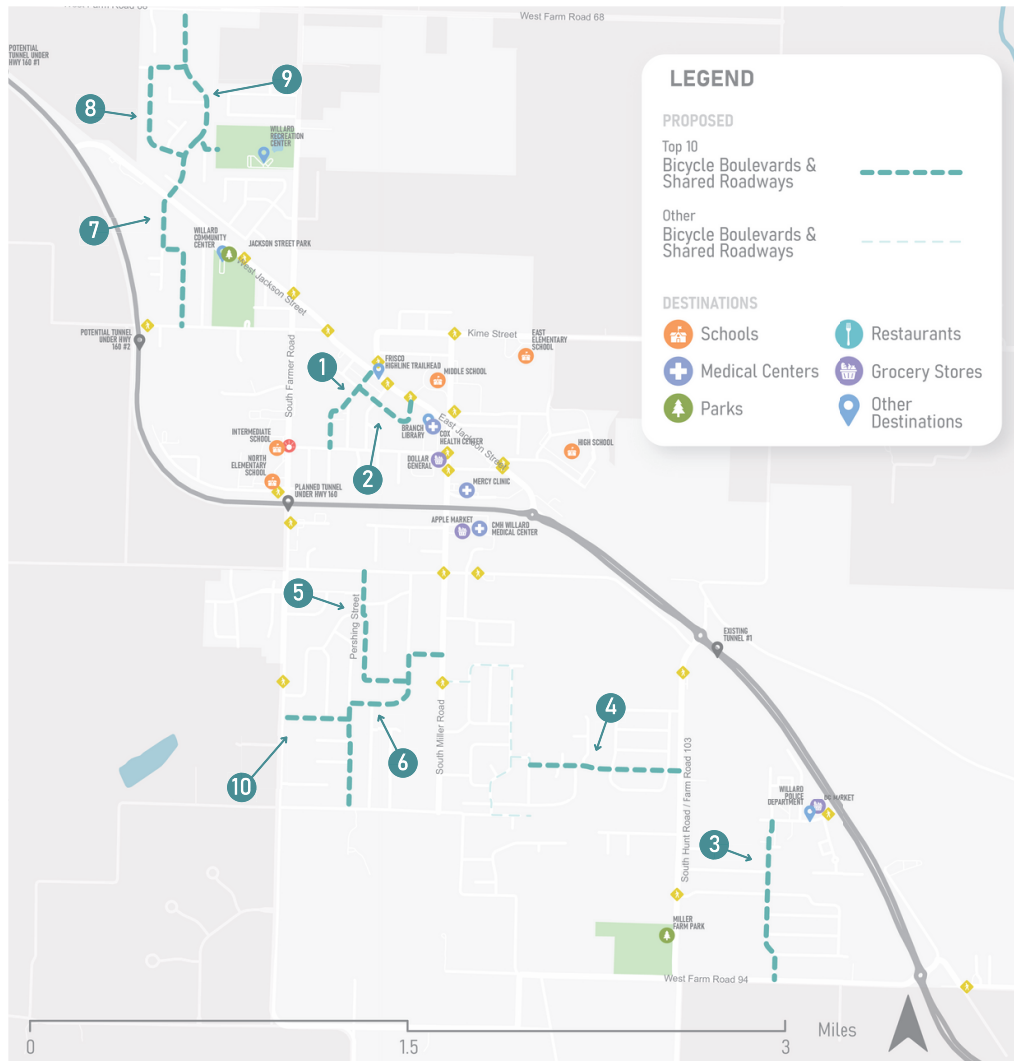 West Farm Road 68
West Farm Road 68
POTENTIAL
TUNNEL UNDER
HWY 160 #1
LEGEND
PROPOSED
Top 10
Bicycle Boulevards &
Shared Roadways
Other
Bicycle Boulevards &
Shared Roadways
DESTINATIONS
Schools
Restaurants
Medical Centers
Grocery Stores
Parks
Other
Destinations
9
8
WILLARD
RECREATION
CENTER
7
WILLARD
COMMUNITY
CENTER
JACKSON STREET PARK
West Jackson Street
POTENTIAL TUNNEL
UNDER HWY
160 #2
South Farmer Road
Kime Street
EAST
ELEMENTARY
SCHOOL
FRISCO
HIGHLINE TRAILHEAD
1
MIDDLE SCHOOL
BRANCH
LIBRARY
COX
HEALTH CENTER
East Jackson Street
INTERMEDIATE
SCHOOL
HIGH SCHOOL
NORTH
ELEMENTARY
SCHOOL
2
DOLLAR
GENERAL
MERCY CLINIC
PLANNED TUNNEL
UNDER HWY 160
APPLE MARKET
CMH WILLARD
MEDICAL CENTER
5
Pershing Street
EXISTING
TUNNEL #1
South Miller Road
4
6
10
South Hunt Road / Farm Road 103
WILLARD
POLICE
DEPARTMENT
MARKET
3
MILLER
FARM PARK
West Farm Road 94
0
1.5
3
Miles